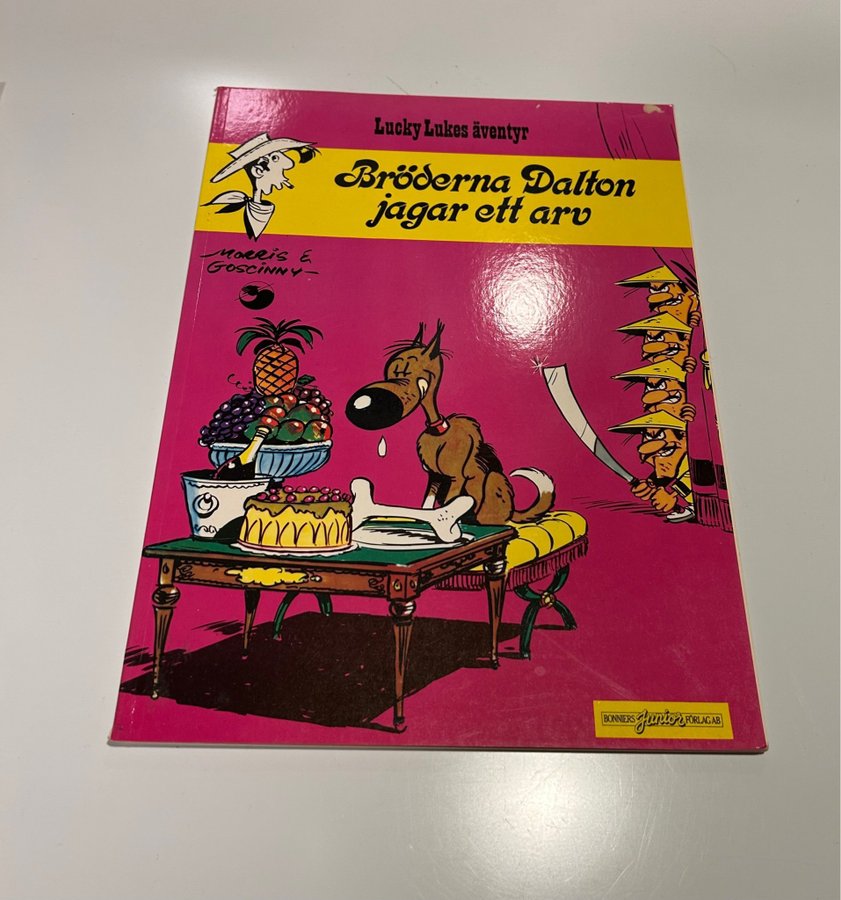 Lucky Lukes äventyr
Bröderna Dalton
jagar ett arv
MORRIS &
GOSCINNY
BONNIERS Junior FÖRLAG AB